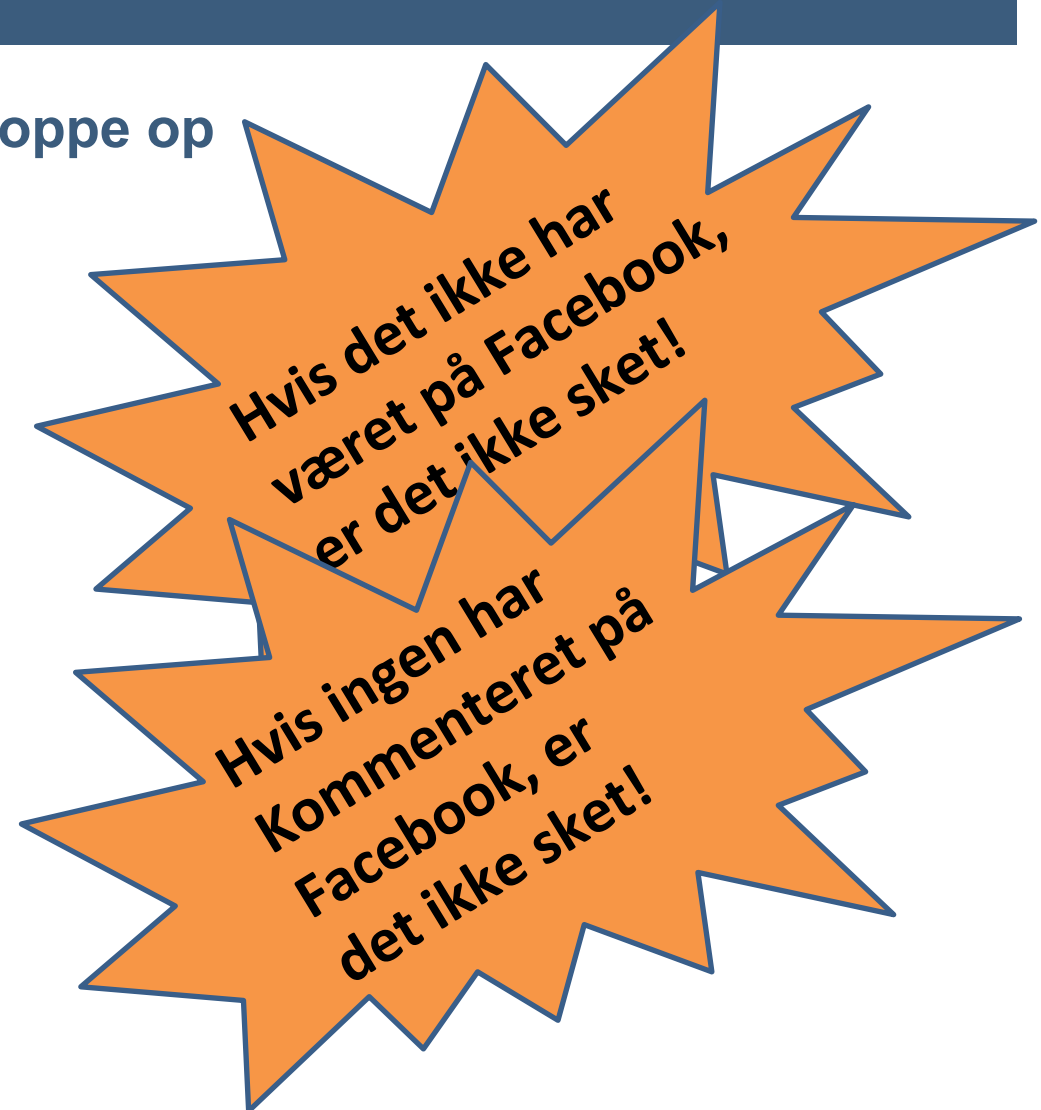 oppe op
Hvis det ikke har
været på Facebook,
er det ikke sket!
Hvis ingen har
Kommenteret på
Facebook, er
det ikke sket!